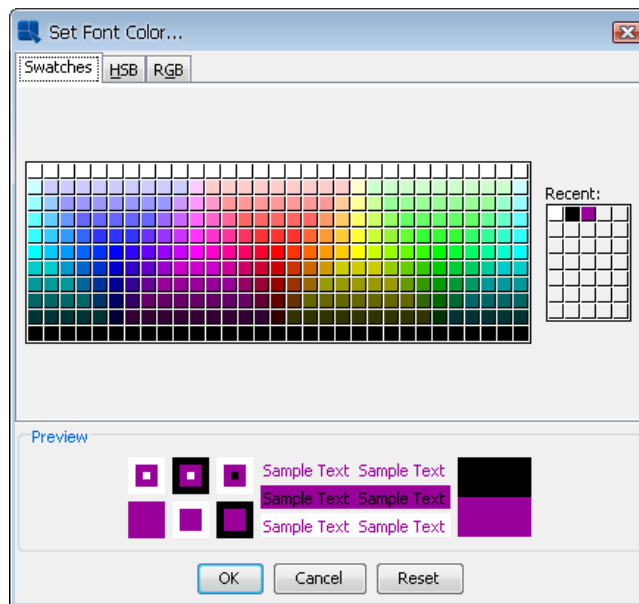 Set Font Color...
Swatches HSB RGB
Recent:
Preview
Sample Text Sample Text
Sample Text Sample Text
Sample Text Sample Text
OK Cancel Reset